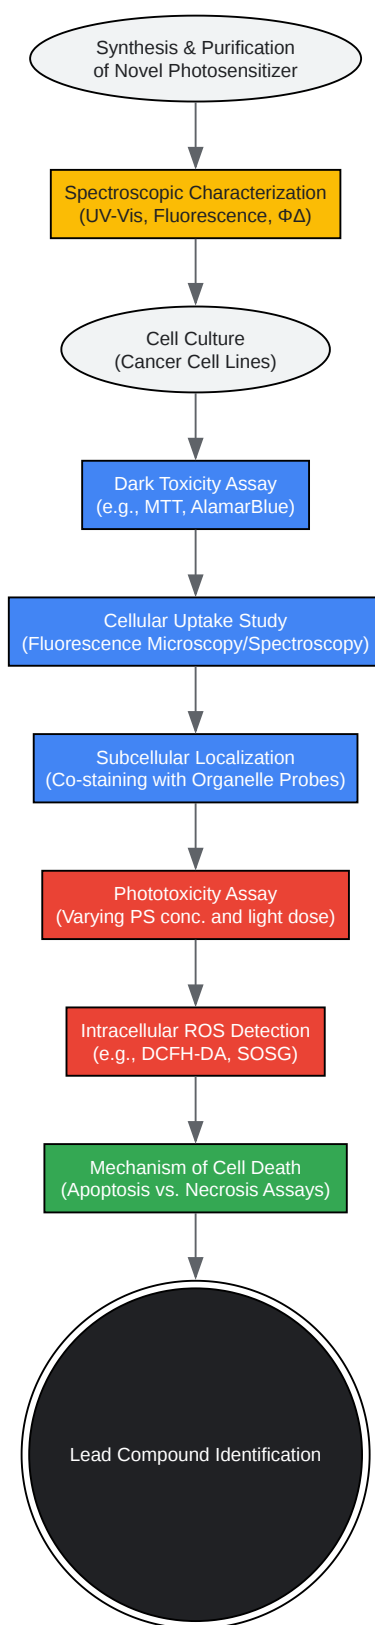 Synthesis & Purification
of Novel Photosensitizer
Spectroscopic Characterization
(UV-Vis, Fluorescence, ΦΔ)
Cell Culture
(Cancer Cell Lines)
Dark Toxicity Assay
(e.g., MTT, AlamarBlue)
Cellular Uptake Study
(Fluorescence Microscopy/Spectroscopy)
Subcellular Localization
(Co-staining with Organelle Probes)
Phototoxicity Assay
(Varying PS conc. and light dose)
Intracellular ROS Detection
(e.g., DCFH-DA, SOSG)
Mechanism of Cell Death
(Apoptosis vs. Necrosis Assays)
Lead Compound Identification